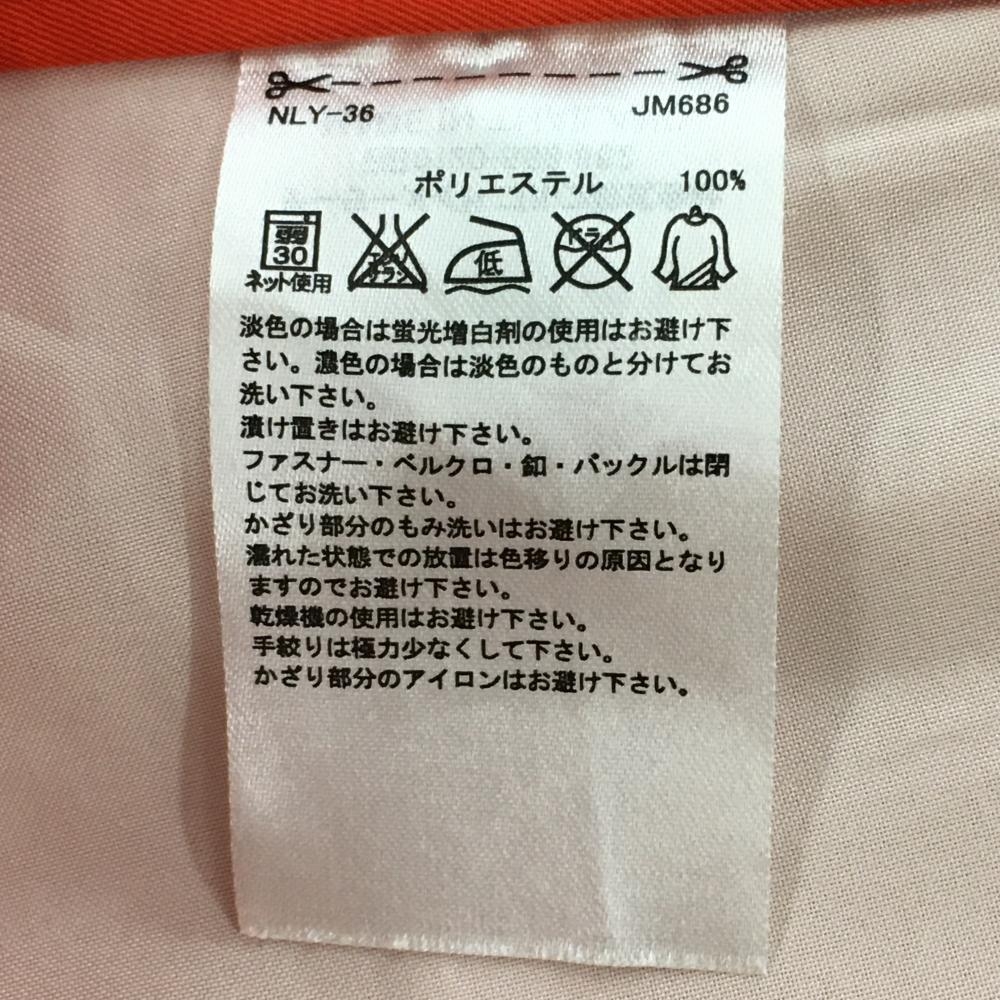 NLY-36 JM686
ポリエステル 100%
弱 30 エンソ サラシ 低 ドライ
ネット使用
淡色の場合は蛍光増白剤の使用はお避け下
さい。濃色の場合は淡色のものと分けてお
洗い下さい。
漬け置きはお避け下さい。
ファスナー・ベルクロ・釦・バックルは閉
じてお洗い下さい。
かざり部分のもみ洗いはお避け下さい。
濡れた状態での放置は色移りの原因となり
ますのでお避け下さい。
乾燥機の使用はお避け下さい。
手絞りは極力少なくして下さい。
かざり部分のアイロンはお避け下さい。